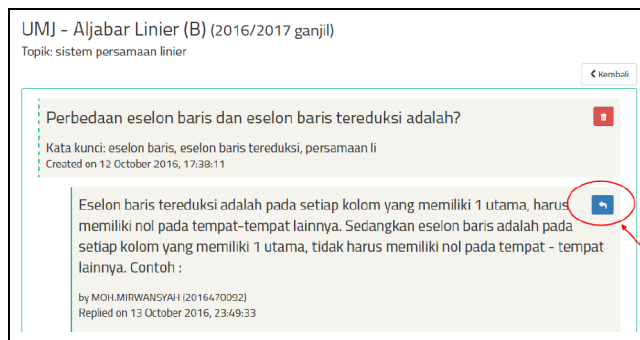 UMJ - Aljabar Linier (B) (2016/2017 ganjil)
Topik: sistem persamaan linier
Kembali
Perbedaan eselon baris dan eselon baris tereduksi adalah?
Kata kunci: eselon baris, eselon baris tereduksi, persamaan li
Created on 12 October 2016, 17:38:11
Eselon baris tereduksi adalah pada setiap kolom yang memiliki 1 utama, harus
memiliki nol pada tempat-tempat lainnya. Sedangkan eselon baris adalah pada
setiap kolom yang memiliki 1 utama, tidak harus memiliki nol pada tempat - tempat
lainnya. Contoh :
by MOH.MIRWANSYAH (2016470092)
Replied on 13 October 2016, 23:49:33